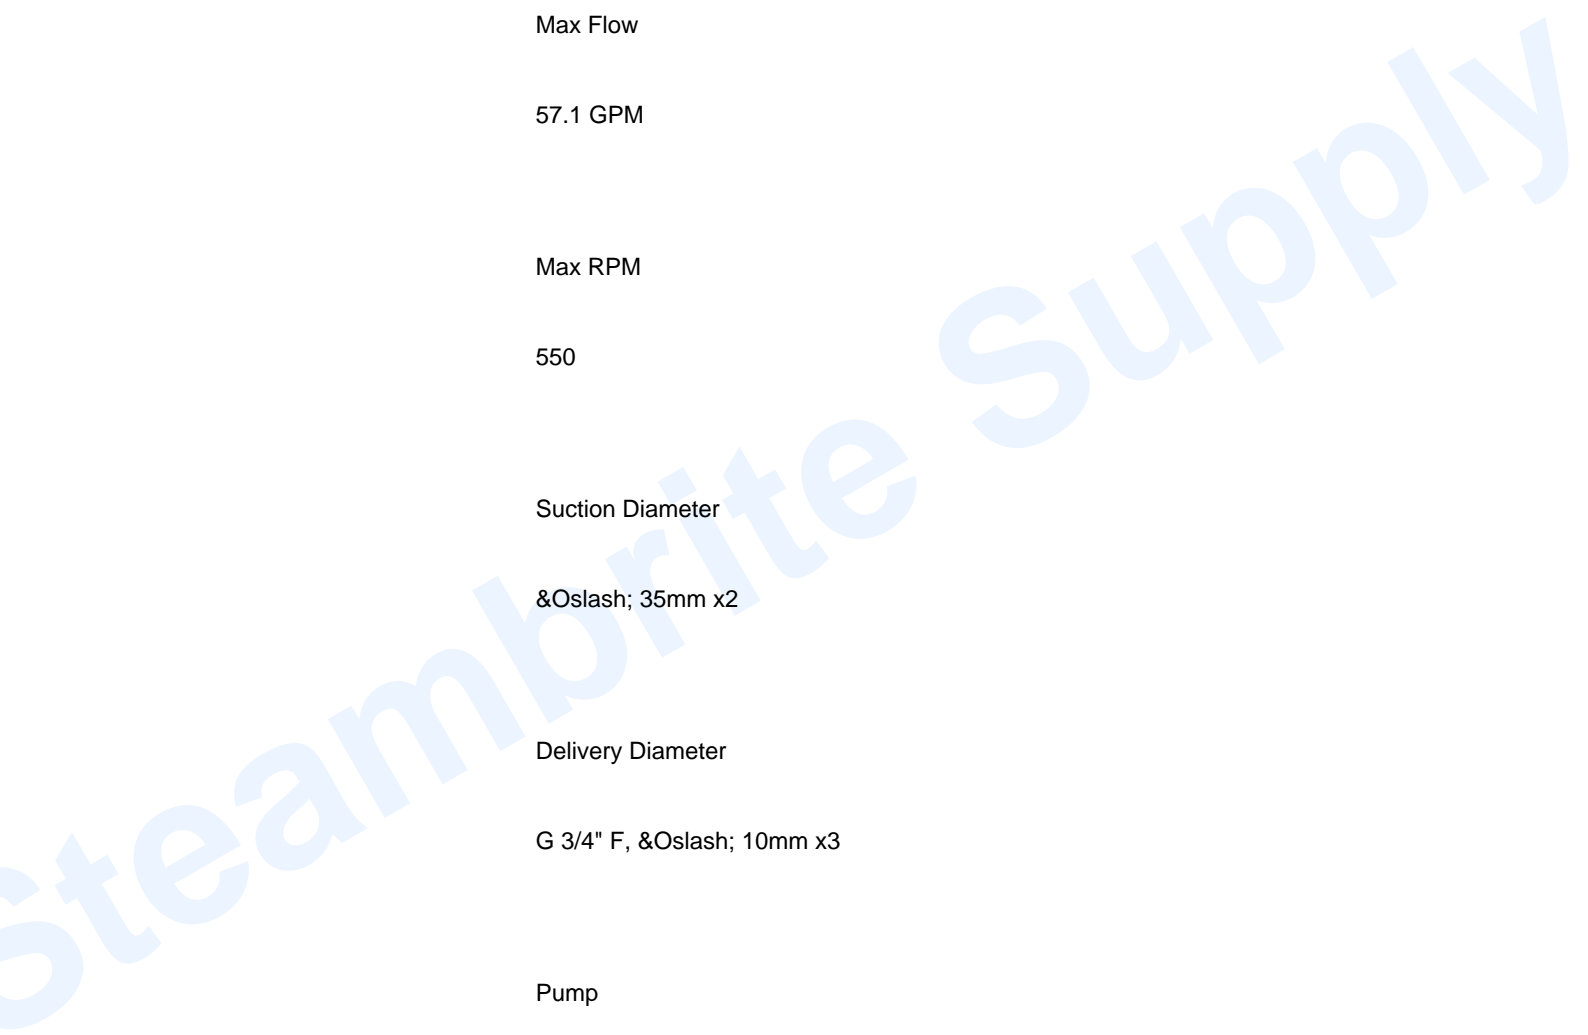 Max Flow
57.1 GPM
Max RPM
550
Suction Diameter
&Oslash; 35mm x2
Delivery Diameter
G 3/4" F, &Oslash; 10mm x3
Pump
Steambrite Supply